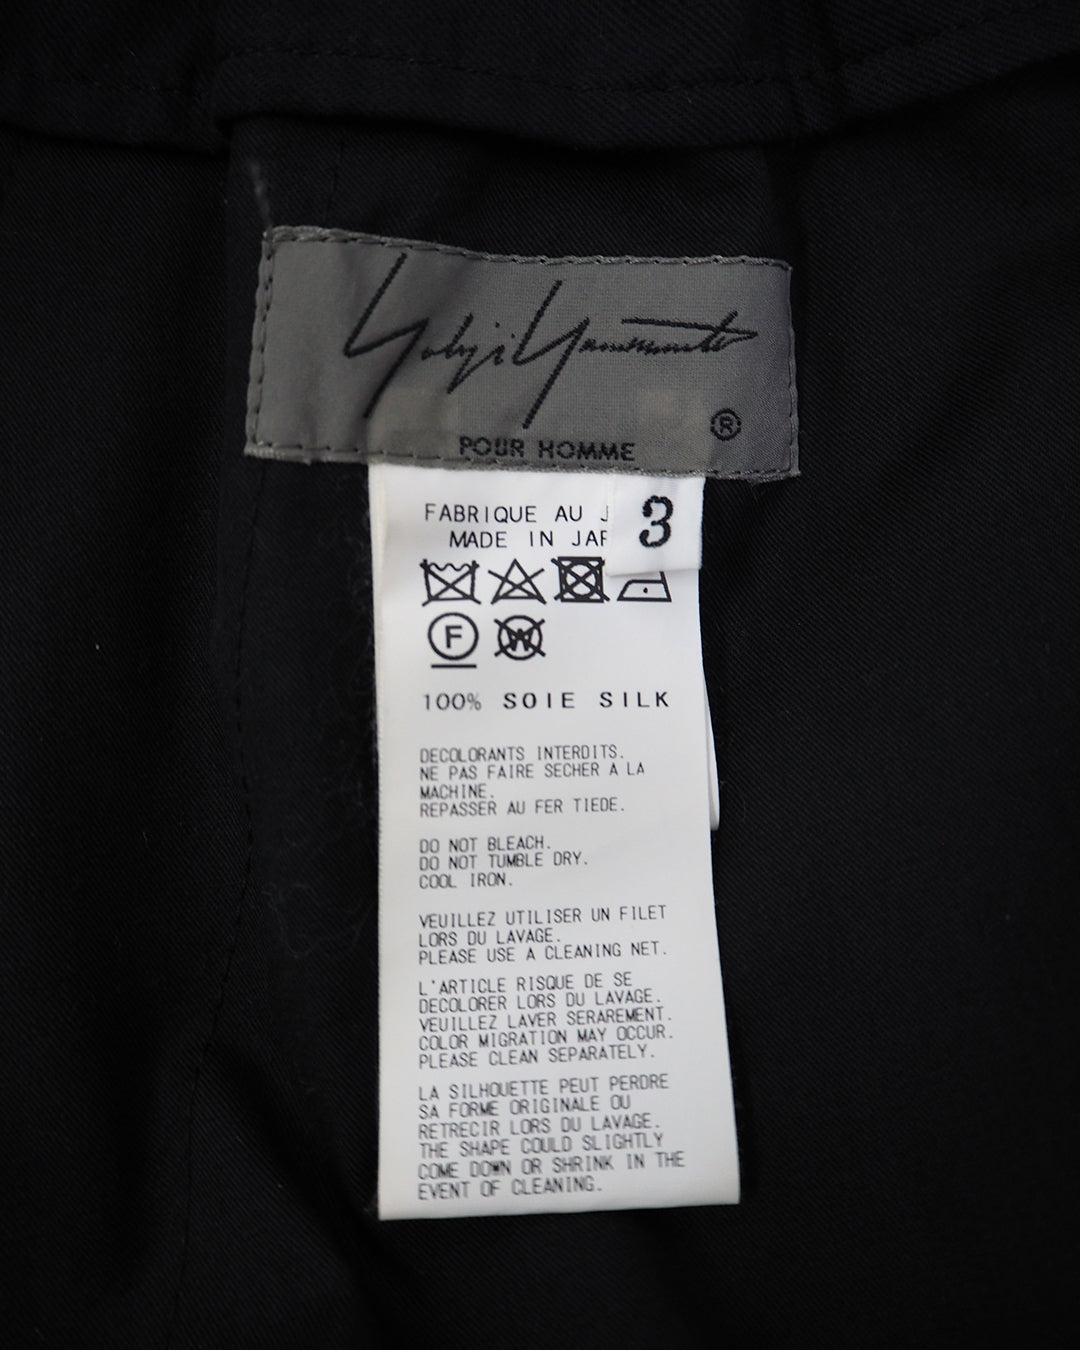 Yohji Yamamoto
®
POUR HOMME
3
FABRIQUE AU J
MADE IN JAP
F W
100% SOIE SILK
DECOLORANTS INTERDITS.
NE PAS FAIRE SECHER A LA
MACHINE.
REPASSER AU FER TIEDE.
DO NOT BLEACH.
DO NOT TUMBLE DRY.
COOL IRON.
VEUILLEZ UTILISER UN FILET
LORS DU LAVAGE.
PLEASE USE A CLEANING NET.
L'ARTICLE RISQUE DE SE
DECOLORER LORS DU LAVAGE.
VEUILLEZ LAVER SERAREMENT.
COLOR MIGRATION MAY OCCUR.
PLEASE CLEAN SEPARATELY.
LA SILHOUETTE PEUT PERDRE
SA FORME ORIGINALE OU
RETRECIR LORS DU LAVAGE.
THE SHAPE COULD SLIGHTLY
COME DOWN OR SHRINK IN THE
EVENT OF CLEANING.